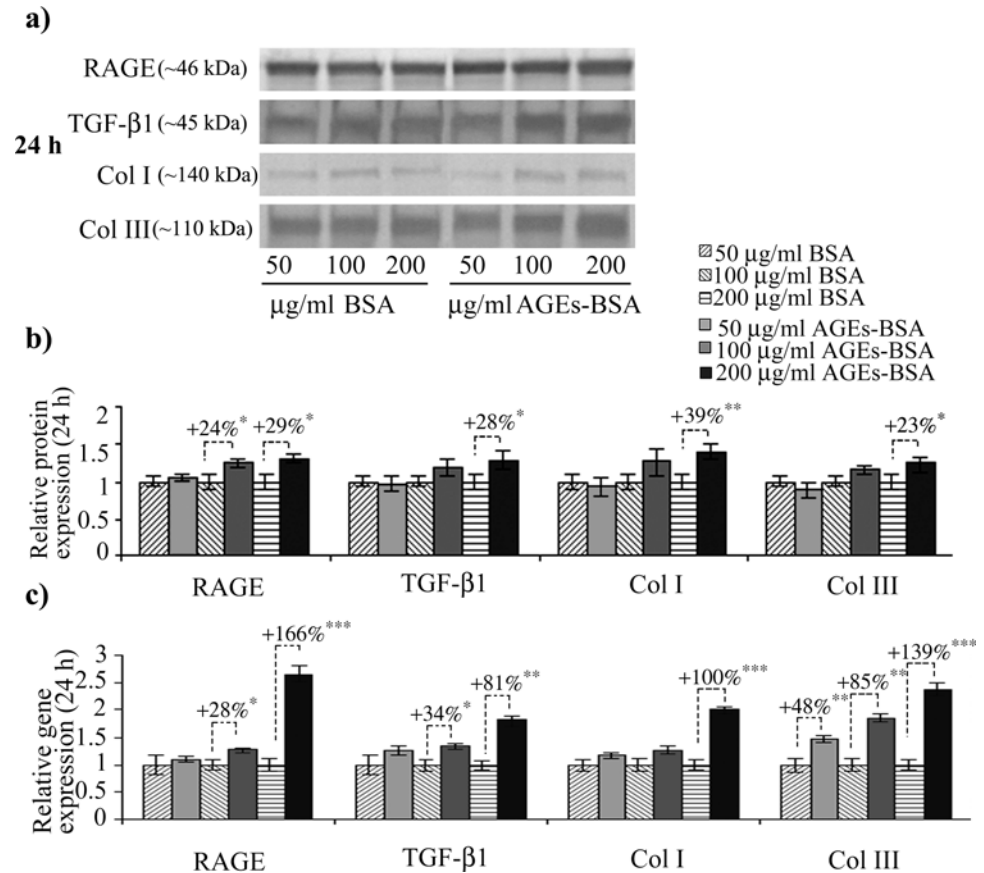 a)
RAGE(~46 kDa)
TGF-β1(~45 kDa)
24 h
Col I (~140 kDa)
Col III(~110 kDa)
50 100 200 50 100 200
μg/ml BSA μg/ml AGEs-BSA
50 μg/ml BSA
100 μg/ml BSA
200 μg/ml BSA
50 μg/ml AGEs-BSA
100 μg/ml AGEs-BSA
200 μg/ml AGEs-BSA
b)
Relative protein
expression (24 h)
2
1.5
1
0.5
0
+24%* +29%* +28%* +39%** +23%*
RAGE TGF-β1 Col I Col III
c)
Relative gene
expression (24 h)
3
2.5
2
1.5
1
0.5
0
+28%* +166%*** +34%* +81%** +100%*** +48%** +85%** +139%***
RAGE TGF-β1 Col I Col III